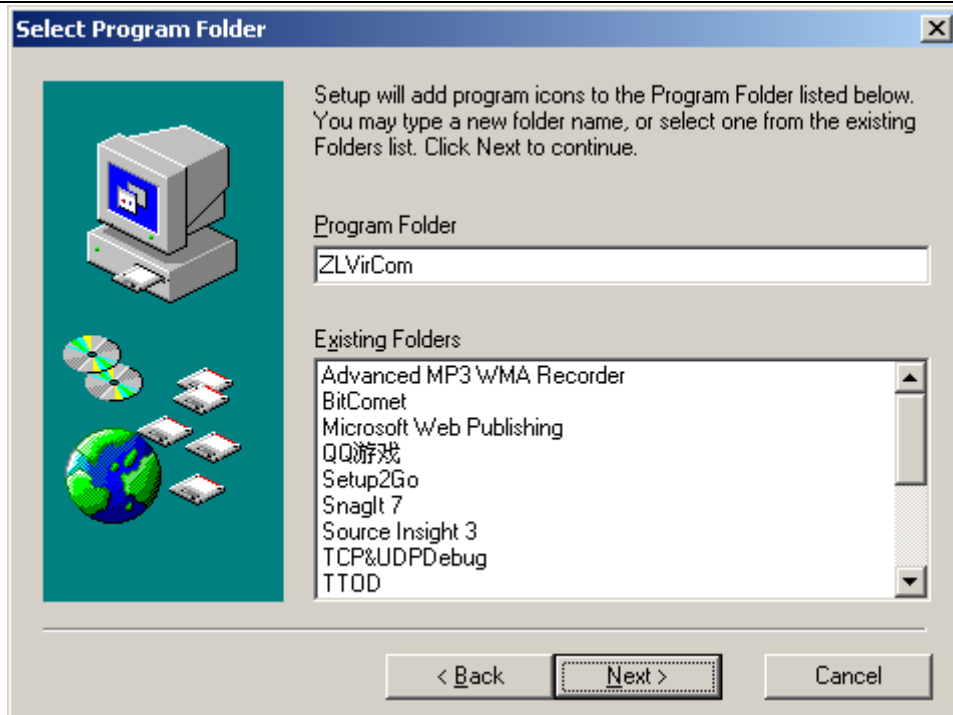 Select Program Folder
Setup will add program icons to the Program Folder listed below.
You may type a new folder name, or select one from the existing
Folders list. Click Next to continue.
Program Folder
ZLVirCom
Existing Folders
Advanced MP3 WMA Recorder
BitComet
Microsoft Web Publishing
QQ游戏
Setup2Go
SnagIt 7
Source Insight 3
TCP&UDPDebug
TTOD
< Back
Next >
Cancel